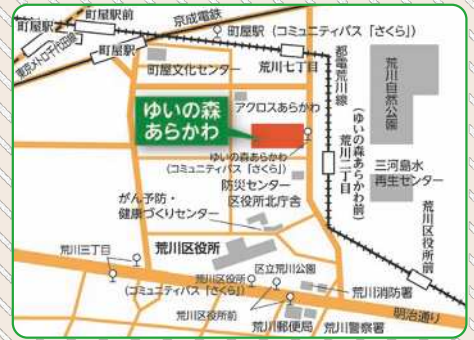 町屋駅前
京成電鉄
町屋駅
町屋駅（コミュニティバス「さくら」）
東京メトロ千代田線
町屋駅
町屋文化センター
荒川七丁目
都電荒川線
荒川自然公園
アクロスあらかわ
ゆいの森
あらかわ
ゆいの森あらかわ
（コミュニティバス「さくら」）
荒川二丁目
（ゆいの森あらかわ前）
三河島水
再生センター
防災センター
区役所北庁舎
がん予防・
健康づくりセンター
荒川区役所前
荒川三丁目
荒川区役所
荒川区役所
（コミュニティバス「さくら」）
区立荒川公園
荒川消防署
明治通り
荒川区役所前
荒川郵便局
荒川警察署